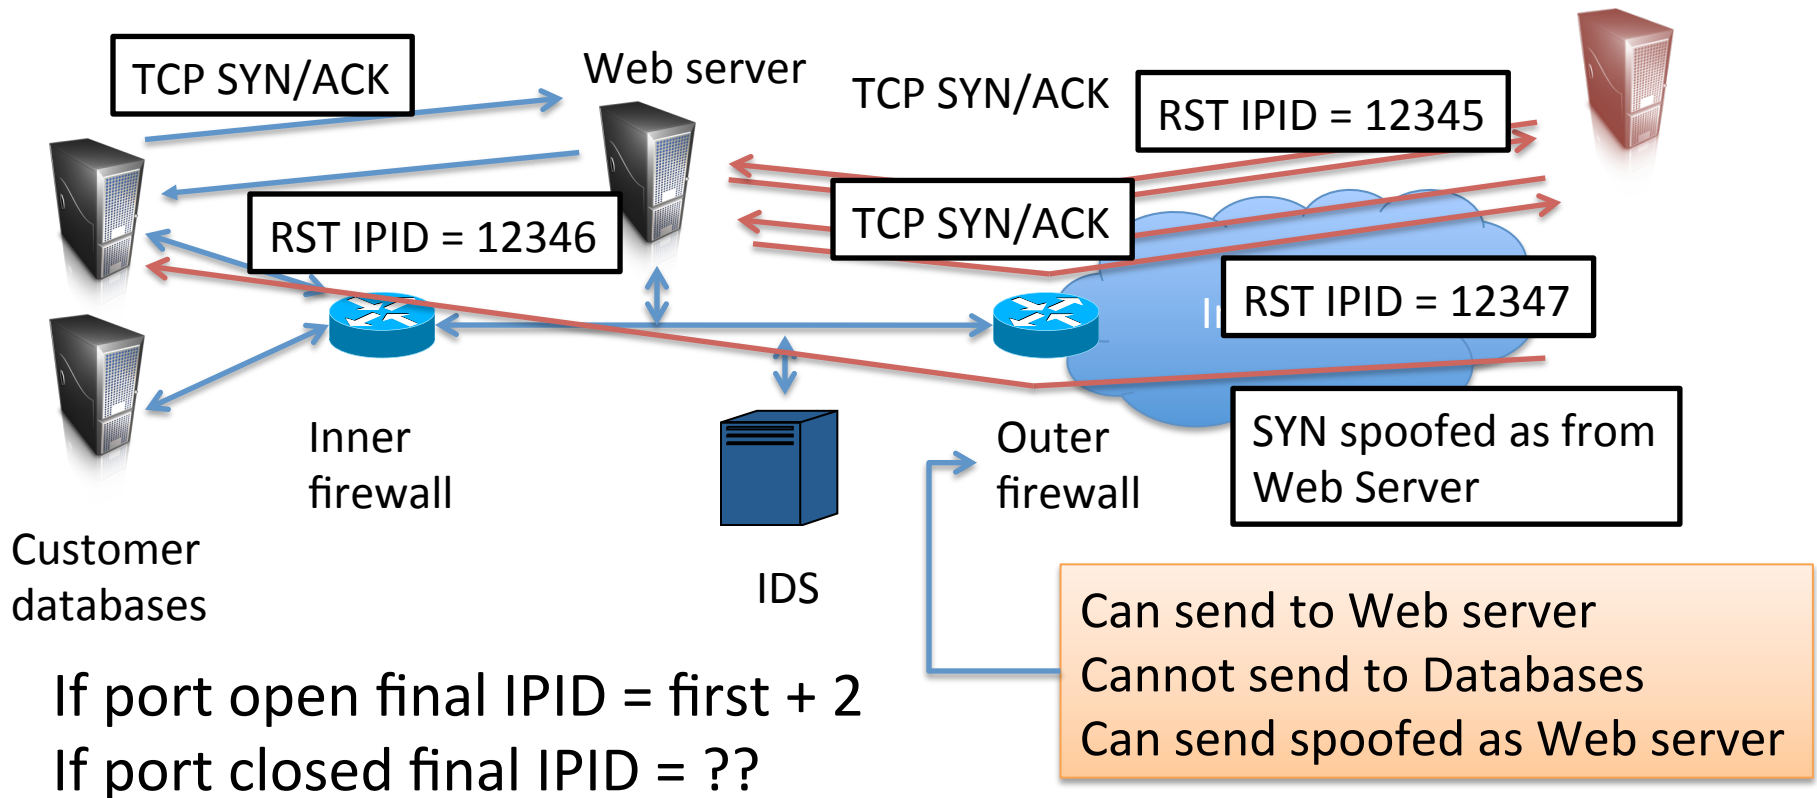 TCP SYN/ACK
Web server
TCP SYN/ACK
RST IPID = 12345
RST IPID = 12346
TCP SYN/ACK
RST IPID = 12347
Inner
firewall
Outer
firewall
SYN spoofed as from
Web Server
Customer
databases
IDS
Can send to Web server
Cannot send to Databases
Can send spoofed as Web server
If port open final IPID = first + 2
If port closed final IPID = ??